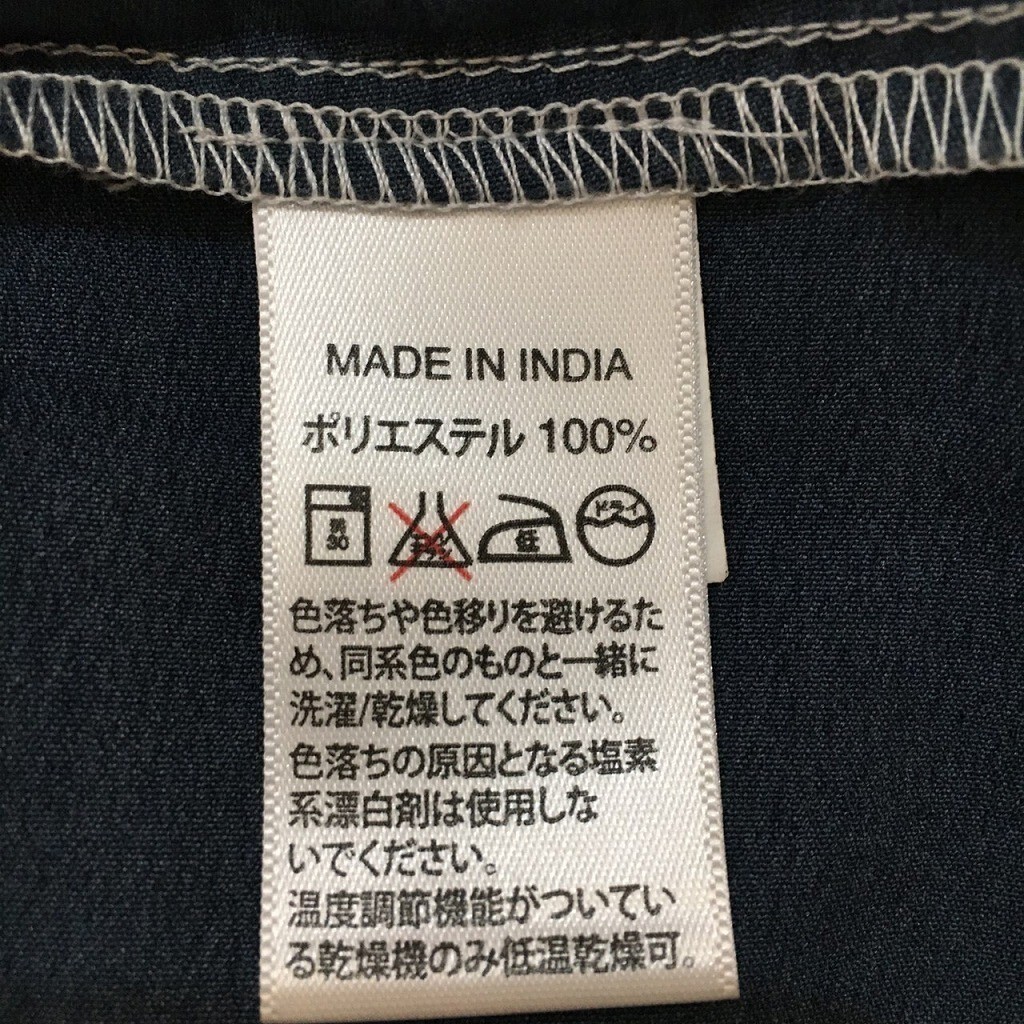 MADE IN INDIA
ポリエステル 100%
低
ドライ
色落ちや色移りを避けるた
め、同系色のものと一緒に
洗濯/乾燥してください。
色落ちの原因となる塩素
系漂白剤は使用しな
いでください。
温度調節機能がついてい
る乾燥機のみ低温乾燥可。